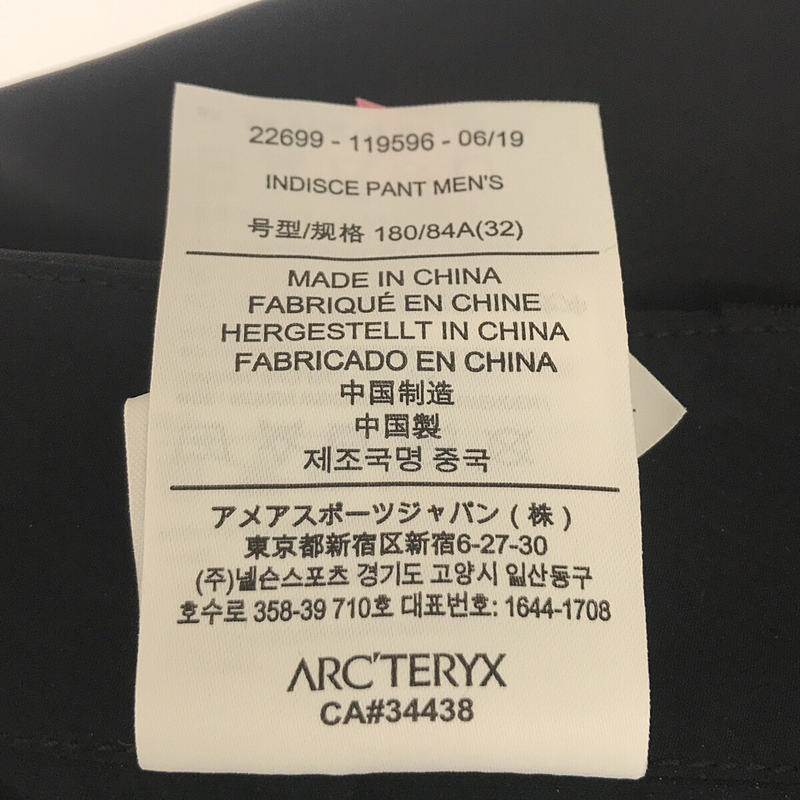 22699 - 119596 - 06/19
INDISCE PANT MEN'S
号型/规格 180/84A(32)
MADE IN CHINA
FABRIQUÉ EN CHINE
HERGESTELLT IN CHINA
FABRICADO EN CHINA
中国制造
中国製
제조국명 중국
アメアスポーツジャパン ( 株 )
東京都新宿区新宿6-27-30
(주)넬슨스포츠 경기도 고양시 일산동구
호수로 358-39 710호 대표번호: 1644-1708
ARC'TERYX
CA#34438